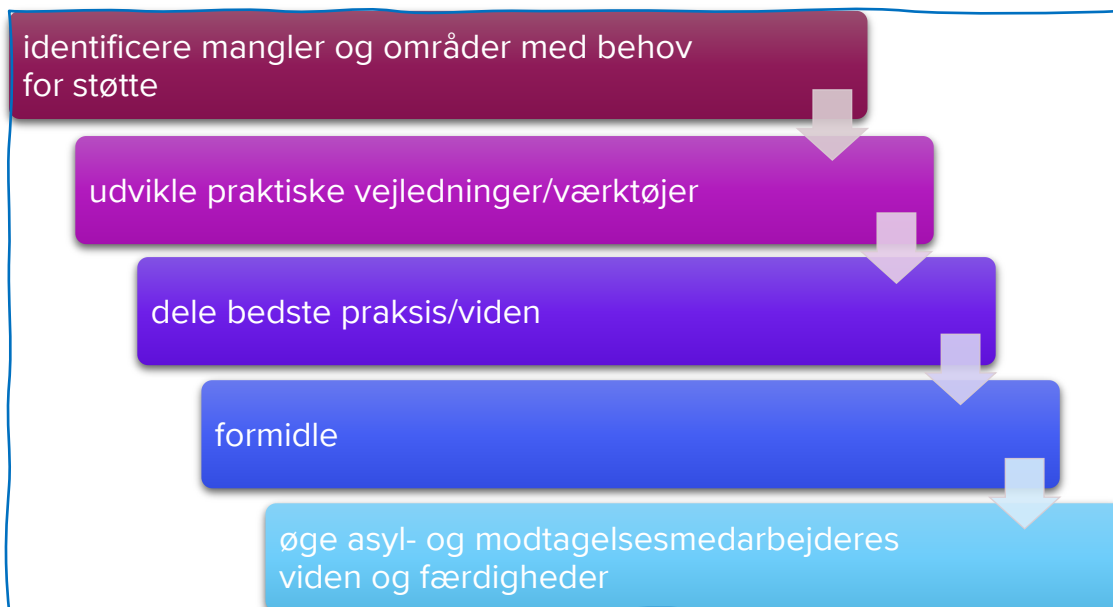 identificere mangler og områder med behov
for støtte
udvikle praktiske vejledninger/værktøjer
dele bedste praksis/viden
formidle
øge asyl- og modtagelsesmedarbejderes
viden og færdigheder